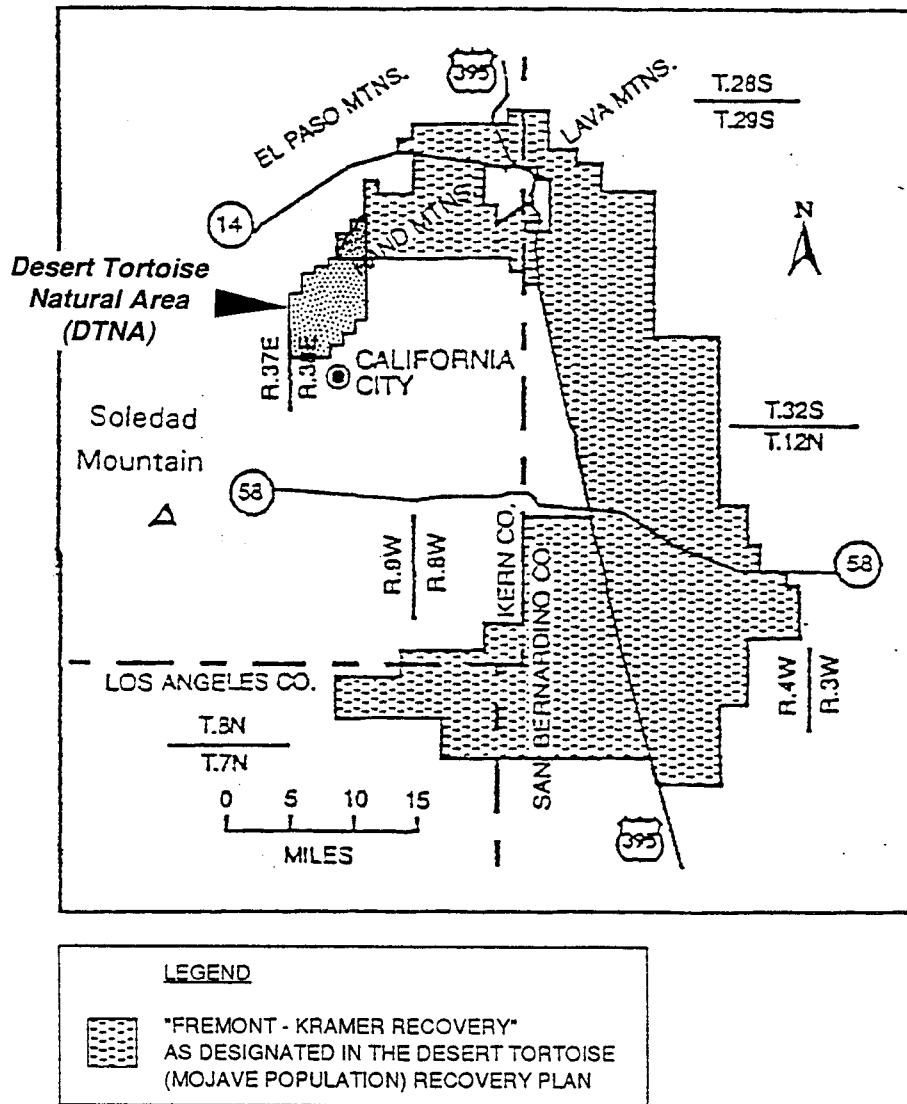 395
EL PASO MTNS.
LAVA MTNS.
T.28S
T.29S
14
N
Desert Tortoise
Natural Area
(DTNA)
R.37E
CALIFORNIA
CITY
Soledad
Mountain
T.32S
T.12N
58
R.9W
R.8W
KERN CO.
SAN BERNARDINO CO.
58
R.4W
R.3W
LOS ANGELES CO.
T.8N
T.7N
0 5 10 15
MILES
395
LEGEND
"FREMONT - KRAMER RECOVERY"
AS DESIGNATED IN THE DESERT TORTOISE
(MOJAVE POPULATION) RECOVERY PLAN